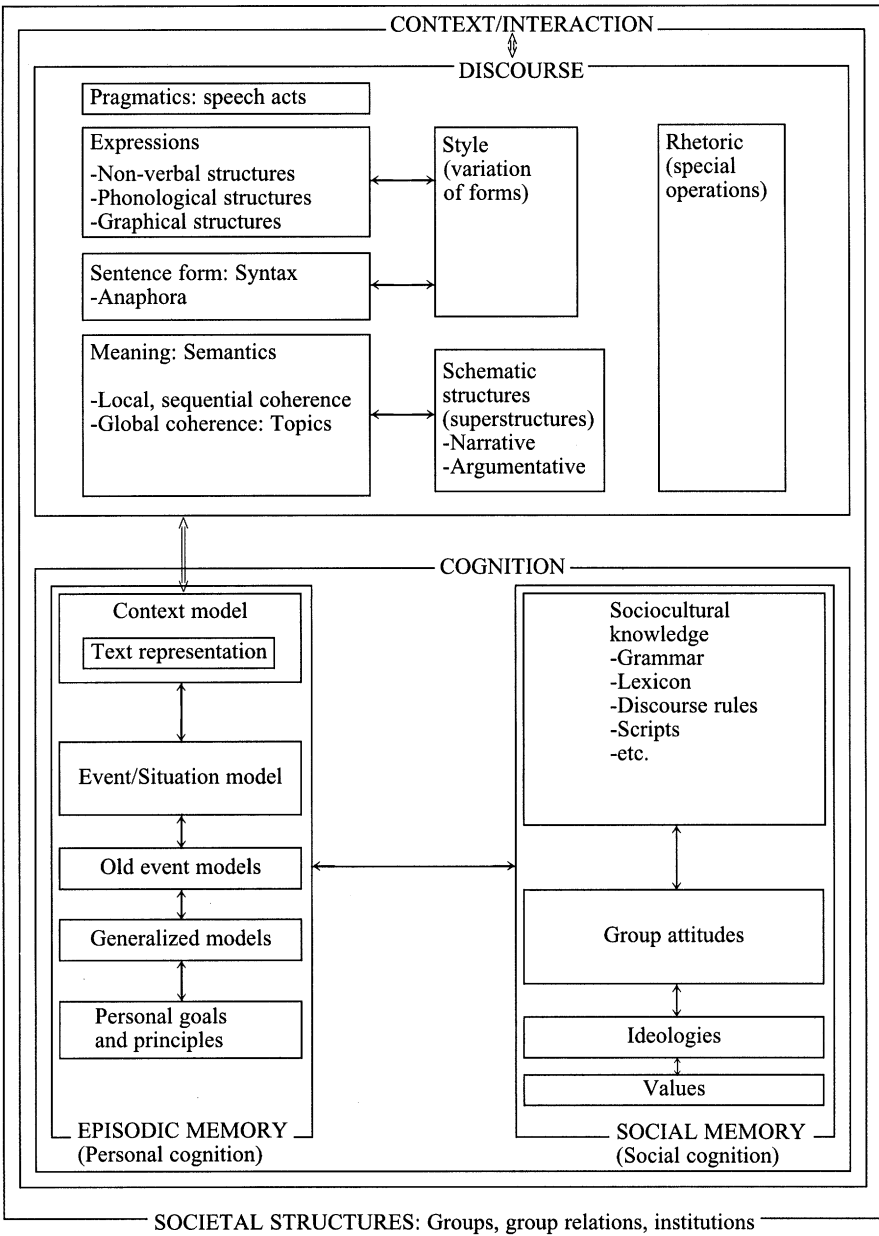 CONTEXT/INTERACTION
DISCOURSE
Pragmatics: speech acts
Expressions
-Non-verbal structures
-Phonological structures
-Graphical structures
Style
(variation
of forms)
Rhetoric
(special
operations)
Sentence form: Syntax
-Anaphora
Meaning: Semantics
-Local, sequential coherence
-Global coherence: Topics
Schematic
structures
(superstructures)
-Narrative
-Argumentative
COGNITION
Context model
Text representation
Event/Situation model
Old event models
Generalized models
Personal goals
and principles
EPISODIC MEMORY
(Personal cognition)
Sociocultural
knowledge
-Grammar
-Lexicon
-Discourse rules
-Scripts
-etc.
Group attitudes
Ideologies
Values
SOCIAL MEMORY
(Social cognition)
SOCIETAL STRUCTURES: Groups, group relations, institutions